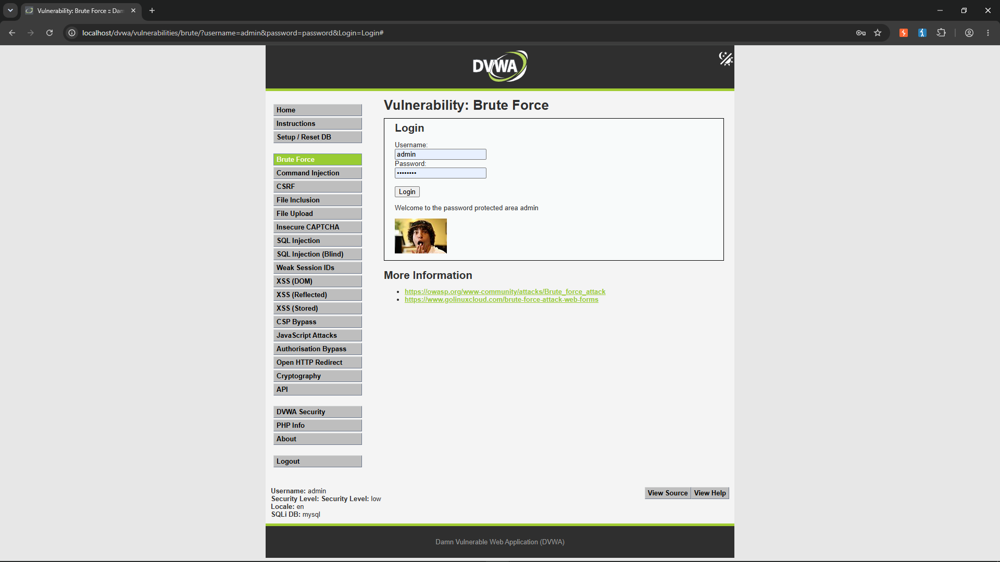 Vulnerability: Brute Force :: Dam
localhost/dvwa/vulnerabilities/brute/?username=admin&password=password&Login=Login#
DVWA
Home
Instructions
Setup / Reset DB
Brute Force
Command Injection
CSRF
File Inclusion
File Upload
Insecure CAPTCHA
SQL Injection
SQL Injection (Blind)
Weak Session IDs
XSS (DOM)
XSS (Reflected)
XSS (Stored)
CSP Bypass
JavaScript Attacks
Authorisation Bypass
Open HTTP Redirect
Cryptography
API
DVWA Security
PHP Info
About
Logout
Vulnerability: Brute Force
Login
Username:
admin
Password:
••••••••
Login
Welcome to the password protected area admin
More Information
• https://owasp.org/www-community/attacks/Brute_force_attack
• https://www.golinuxcloud.com/brute-force-attack-web-forms
Username: admin
Security Level: Security Level: low
Locale: en
SQLi DB: mysql
View Source View Help
Damn Vulnerable Web Application (DVWA)